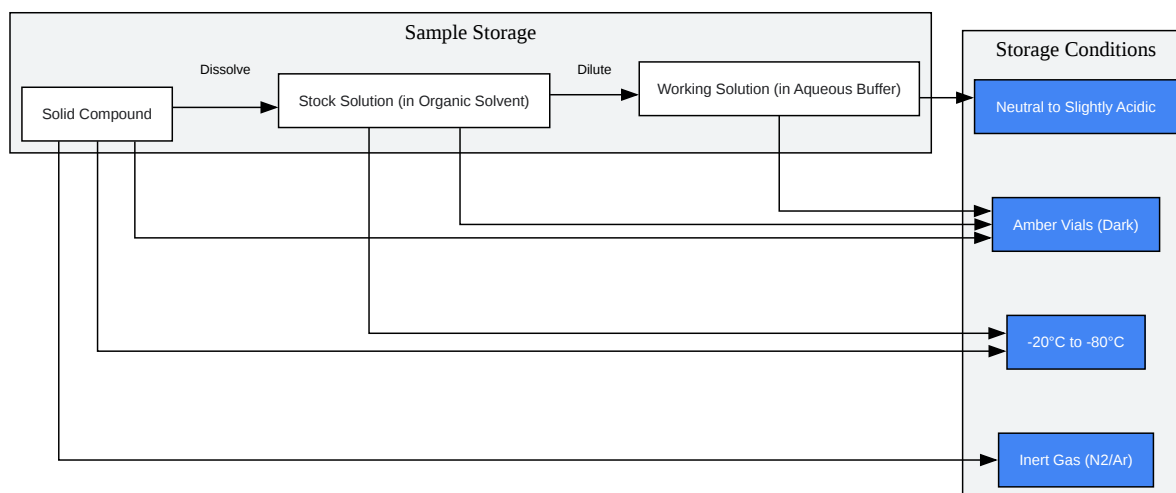 Sample Storage
Storage Conditions
Dissolve
Dilute
Solid Compound
Stock Solution (in Organic Solvent)
Working Solution (in Aqueous Buffer)
Neutral to Slightly Acidic
Amber Vials (Dark)
-20°C to -80°C
Inert Gas (N2/Ar)